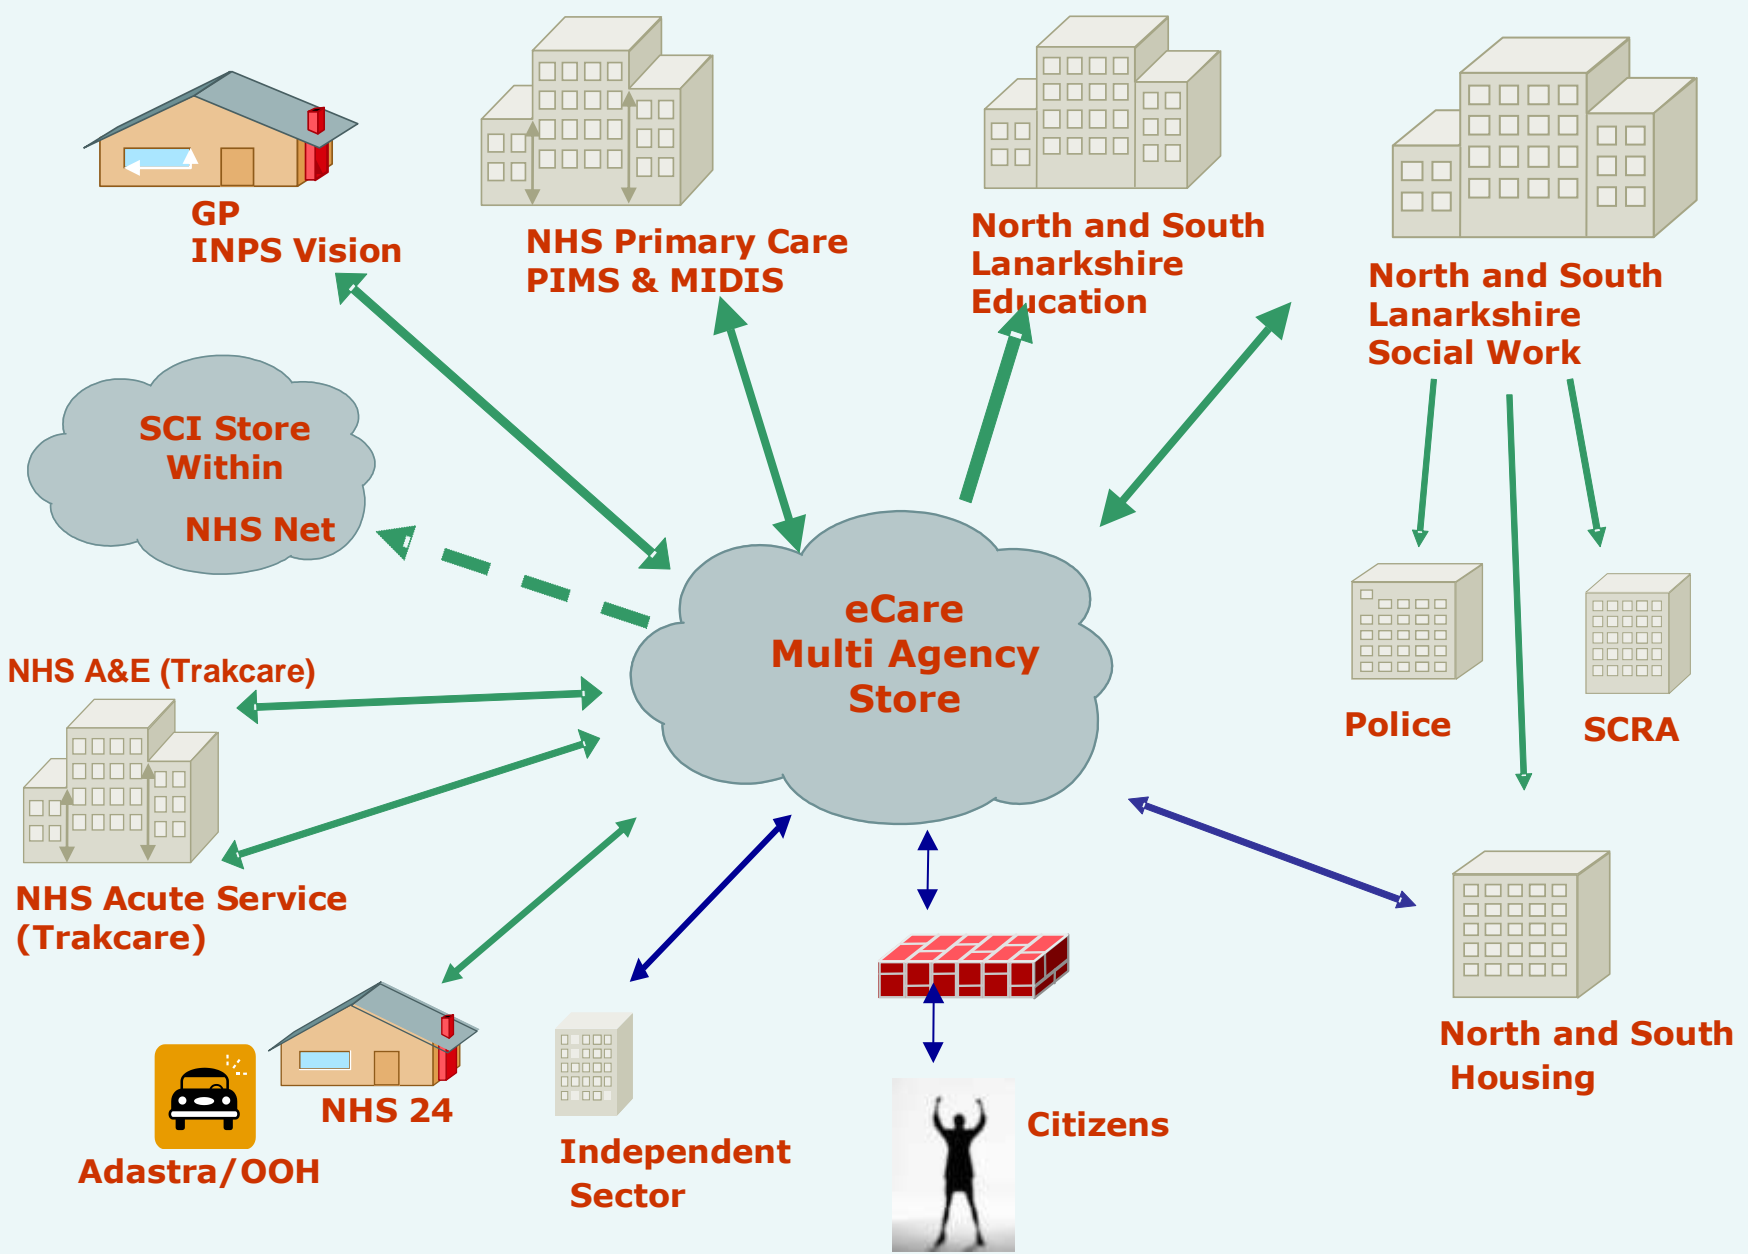 GP
INPS Vision
NHS Primary Care
PIMS & MIDIS
North and South
Lanarkshire
Education
North and South
Lanarkshire
Social Work
SCI Store
Within
NHS Net
eCare
Multi Agency
Store
NHS A&E (Trakcare)
Police
SCRA
NHS Acute Service
(Trakcare)
North and South
Housing
NHS 24
Adastra/OOH
Independent
Sector
Citizens